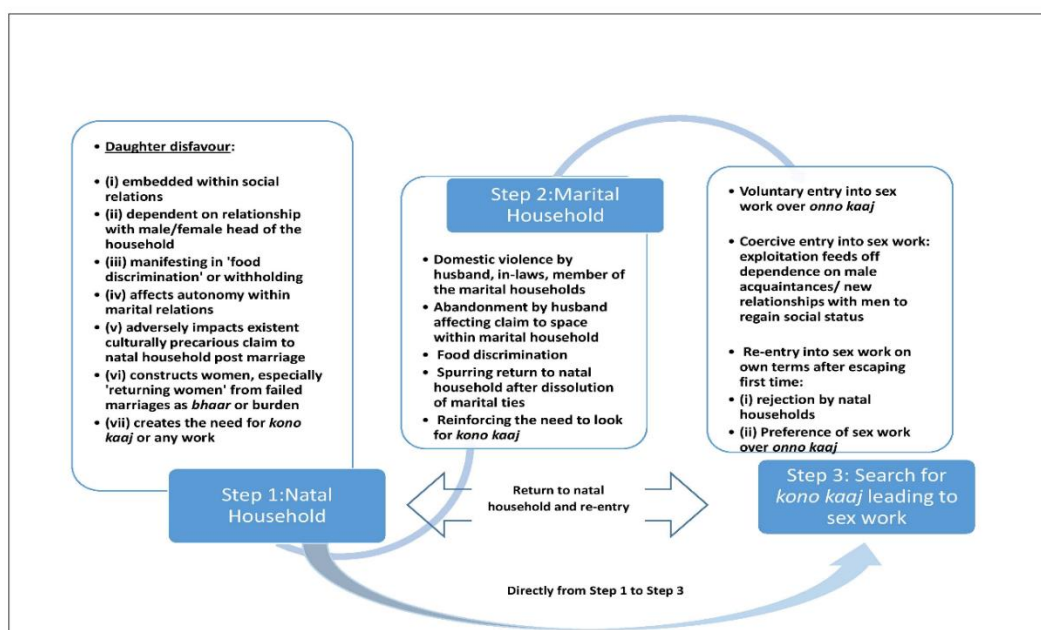 • Daughter disfavour:
• (i) embedded within social
relations
• (ii) dependent on relationship
with male/female head of the
household
• (iii) manifesting in 'food
discrimination' or withholding
• (iv) affects autonomy within
marital relations
• (v) adversely impacts existent
culturally precarious claim to
natal household post marriage
• (vi) constructs women, especially
'returning women' from failed
marriages as bhaar or burden
• (vii) creates the need for kono
kaaj or any work
Step 1:Natal
Household
Step 2:Marital
Household
• Domestic violence by
husband, in-laws, member of
the marital households
• Abandonment by husband
affecting claim to space
within marital household
• Food discrimination
• Spurring return to natal
household after dissolution
of marital ties
• Reinforcing the need to look
for kono kaaj
• Voluntary entry into sex
work over onno kaaj
• Coercive entry into sex work:
exploitation feeds off
dependence on male
acquaintances/ new
relationships with men to
regain social status
• Re-entry into sex work on
own terms after escaping
first time:
• (i) rejection by natal
households
• (ii) Preference of sex work
over onno kaaj
Step 3: Search for
kono kaaj leading to
sex work
Return to natal
household and re-entry
Directly from Step 1 to Step 3